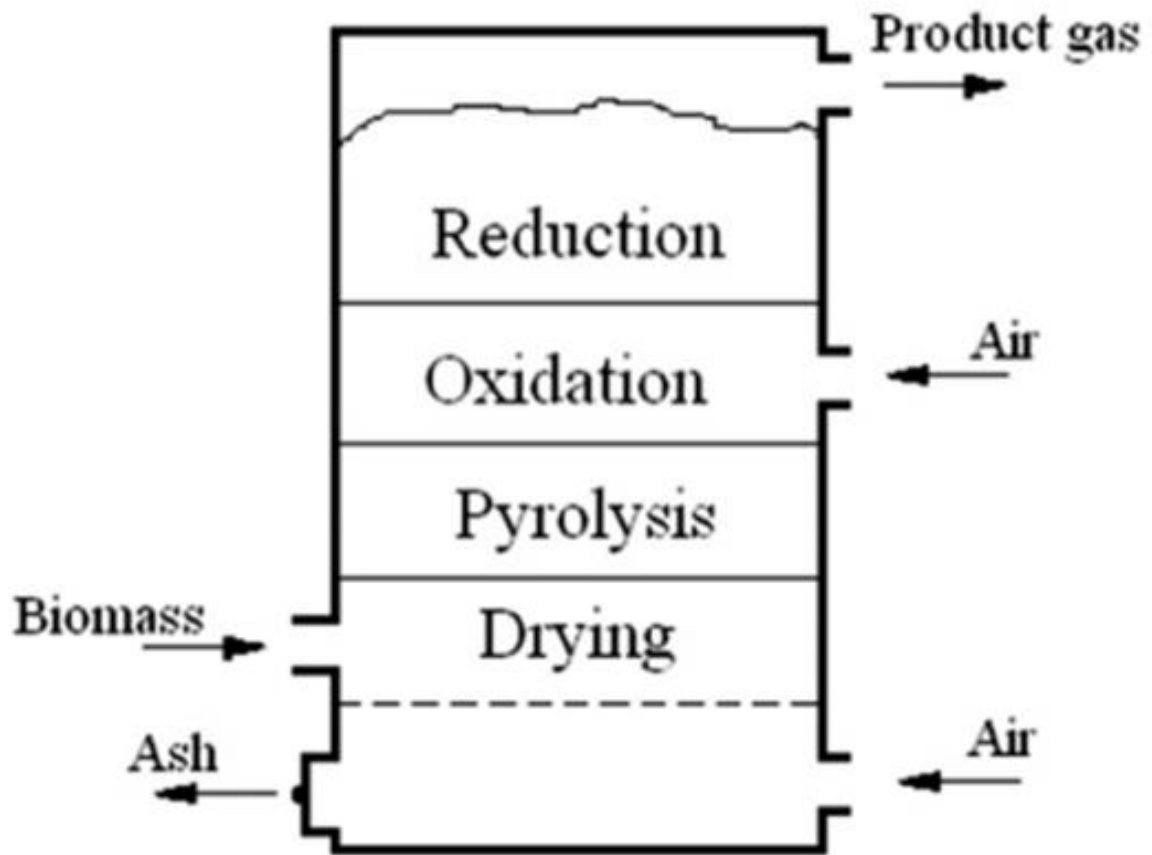 Product gas
Reduction
Air
Oxidation
Pyrolysis
Biomass
Drying
Ash
Air